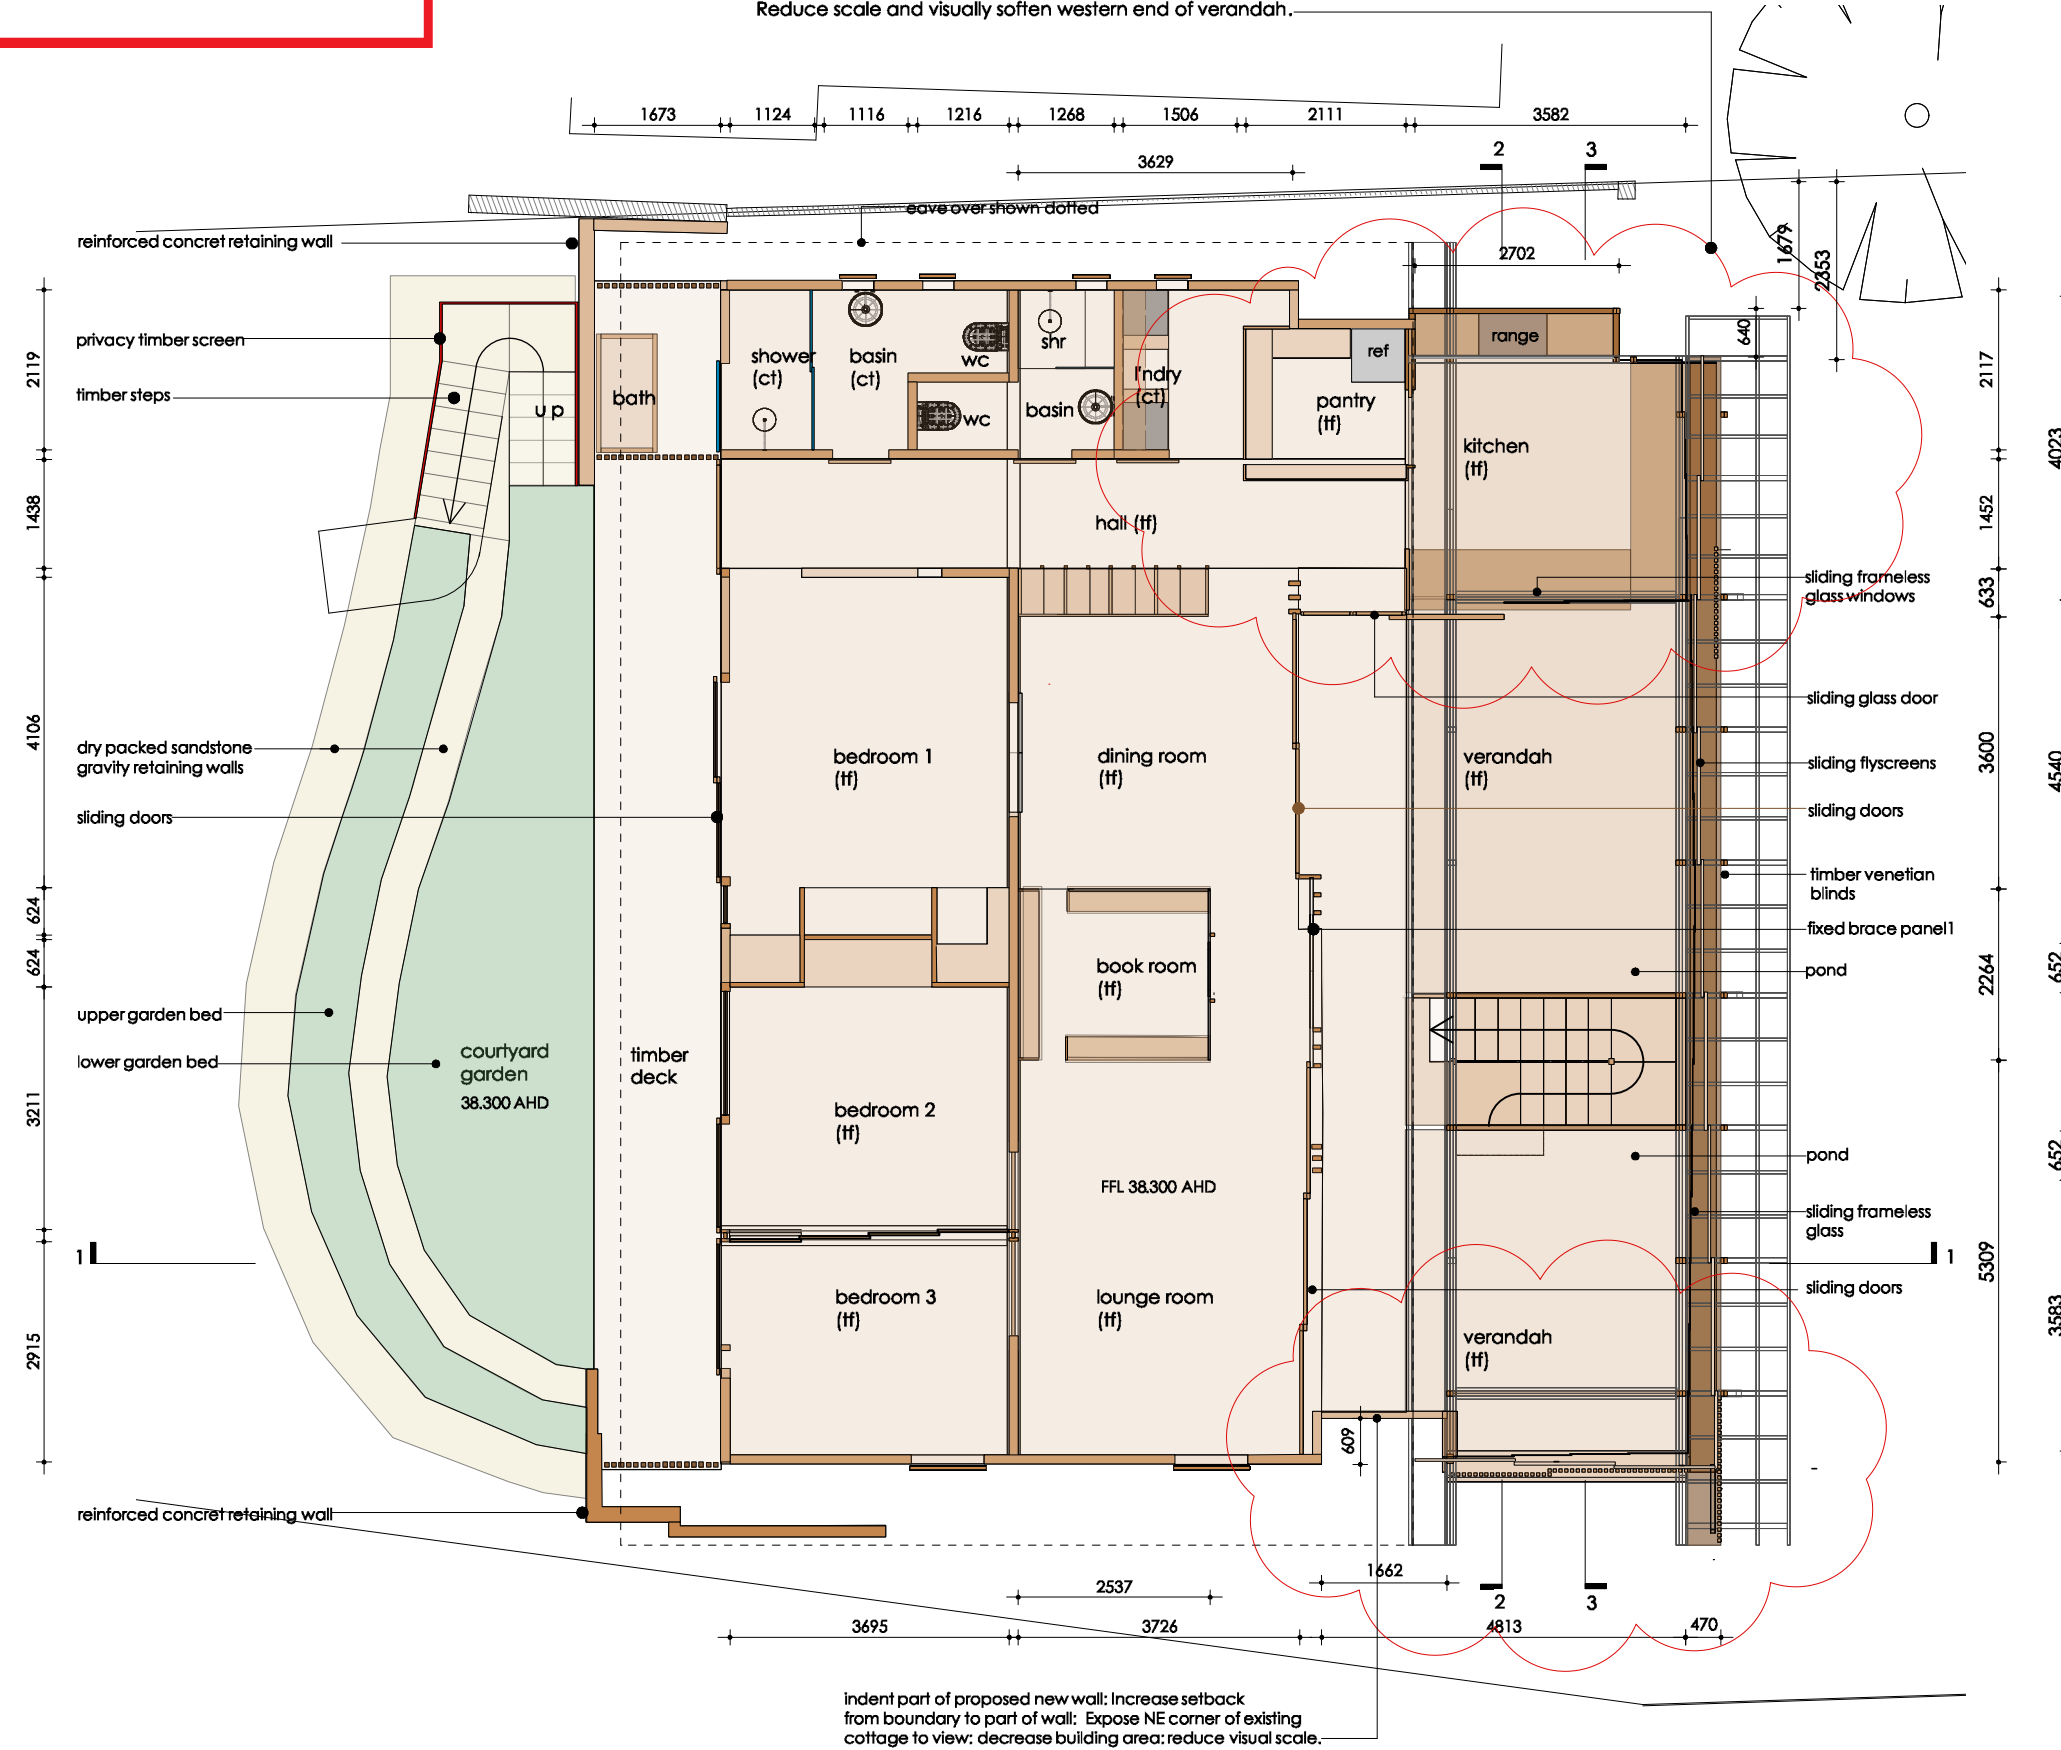 Reduce scale and visually soften western end of verandah.
1673 1124 1116 1216 1268 1506 2111 3582
3629
2 3
eave over shown dotted
reinforced concret retaining wall
2702
1679
2353
640
privacy timber screen
timber steps
up
bath
shower
(ct)
basin
(ct)
wc
wc
shr
basin
l'ndry
(ct)
ref
range
pantry
(tf)
kitchen
(tf)
hall (tf)
2119
1438
4106
624
624
3211
2915
2117
1452
633
3600
2264
5309
4023
4540
652
652
3583
sliding frameless
glass windows
sliding glass door
sliding flyscreens
sliding doors
timber venetian
blinds
fixed brace panel1
pond
pond
sliding frameless
glass
sliding doors
dry packed sandstone
gravity retaining walls
sliding doors
upper garden bed
lower garden bed
courtyard
garden
38.300 AHD
timber
deck
bedroom 1
(tf)
dining room
(tf)
verandah
(tf)
book room
(tf)
bedroom 2
(tf)
FFL 38.300 AHD
bedroom 3
(tf)
lounge room
(tf)
verandah
(tf)
1
1
609
reinforced concret retaining wall
1662
2537
2 3
3695 3726 4813 470
indent part of proposed new wall: Increase setback
from boundary to part of wall: Expose NE corner of existing
cottage to view: decrease building area: reduce visual scale.